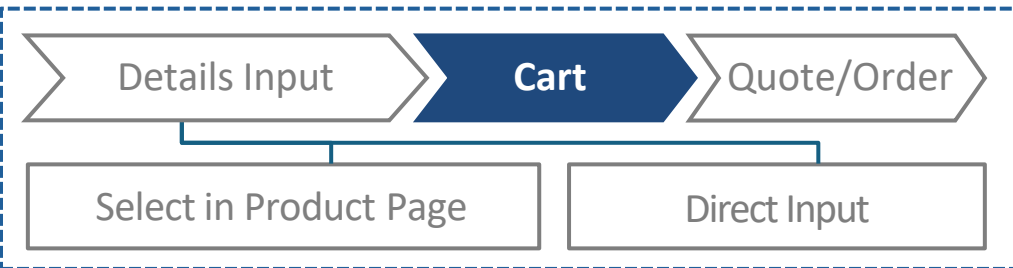 Details Input
Cart
Quote/Order
Select in Product Page
Direct Input